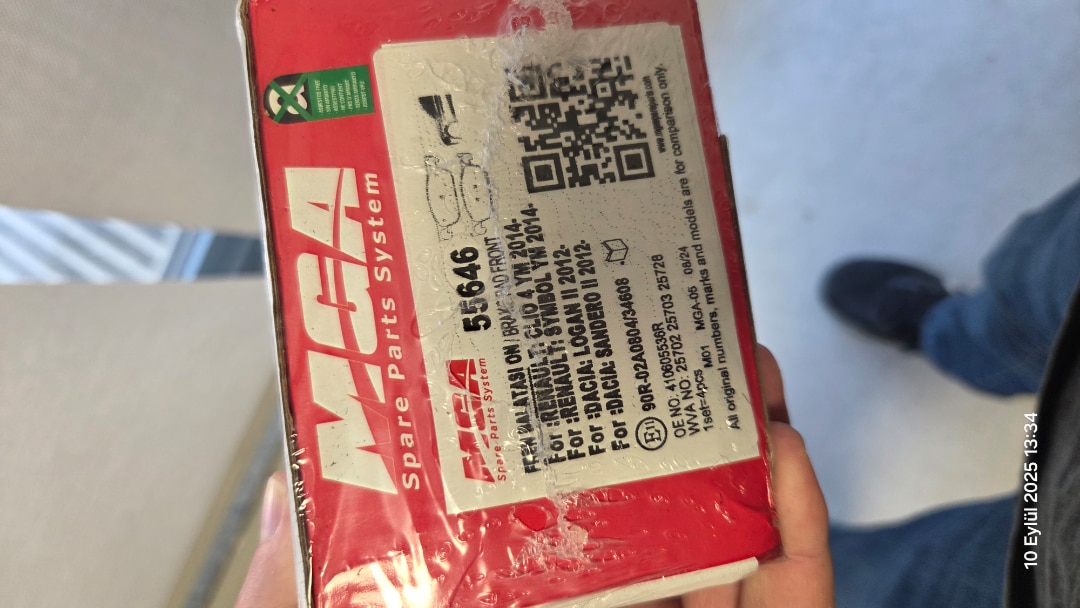 MGA
Spare Parts System
MGA
Spare Parts System
55646
FREN BALATASI ON / BRAKE PAD FRONT
For :RENAULT: CLIO 4 YM 2014-
For :RENAULT: SYMBOL YM 2014-
For :DACIA: LOGAN II 2012-
For :DACIA: SANDERO II 2012-
E11 90R-02A0804/34608
OE NO: 410605536R
WVA NO: 25702 25703 25728
1set=4pcs M01 MGA-05 08/24
All original numbers, marks and models are for comparison only.
10 Eylül 2025 13:34